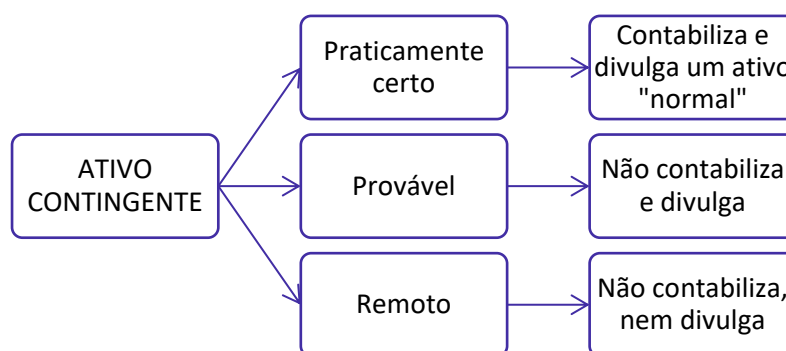 Praticamente
certo
Contabiliza e
divulga um ativo
"normal"
ATIVO
CONTINGENTE
Provável
Não contabiliza
e divulga
Remoto
Não contabiliza,
nem divulga